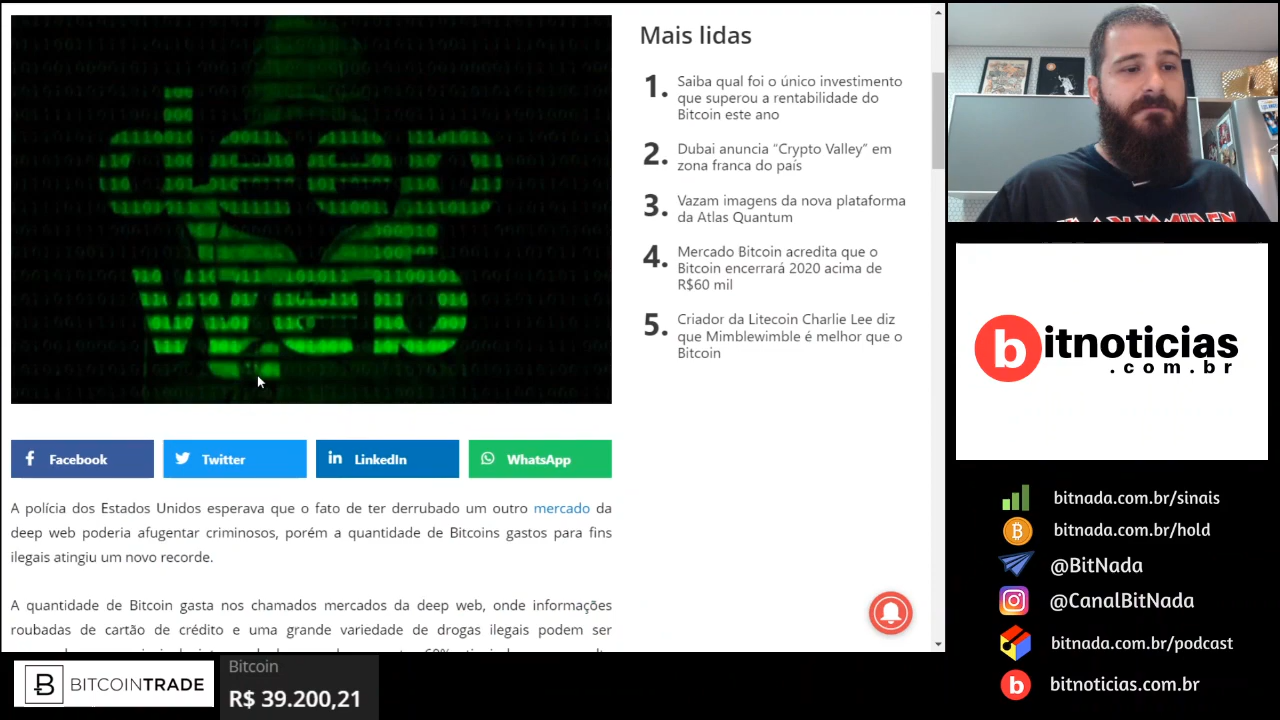 deep
web
Facebook
Twitter
LinkedIn
WhatsApp
A polícia dos Estados Unidos esperava que o fato de ter derrubado um outro mercado da
deep web poderia afugentar criminosos, porém a quantidade de Bitcoins gastos para fins
ilegais atingiu um novo recorde.
A quantidade de Bitcoin gasta nos chamados mercados da deep web, onde informações
roubadas de cartão de crédito e uma grande variedade de drogas ilegais podem ser
Mais lidas
1. Saiba qual foi o único investimento
que superou a rentabilidade do
Bitcoin este ano
2. Dubai anuncia “Crypto Valley” em
zona franca do país
3. Vazam imagens da nova plataforma
da Atlas Quantum
4. Mercado Bitcoin acredita que o
Bitcoin encerrará 2020 acima de
R$60 mil
5. Criador da Litecoin Charlie Lee diz
que Mimblewimble é melhor que o
Bitcoin
IRON MAIDEN
bitnoticias
.com.br
bitnada.com.br/sinais
bitnada.com.br/hold
@BitNada
@CanalBitNada
bitnada.com.br/podcast
bitnoticias.com.br
BITCOINTRADE
Bitcoin
R$ 39.200,21